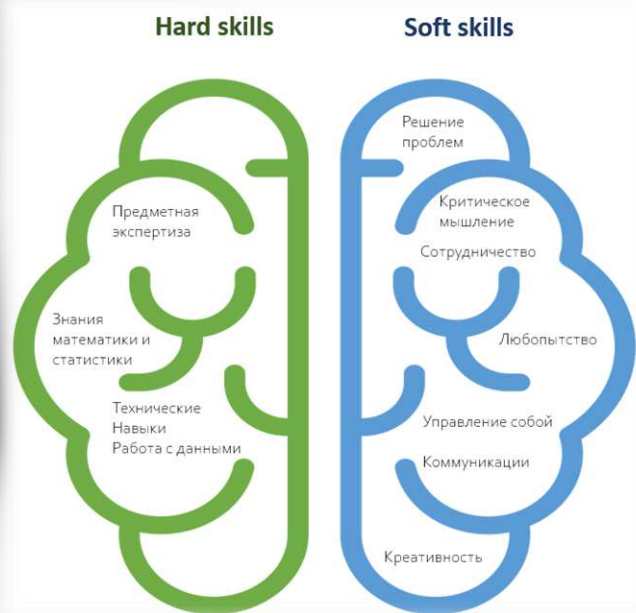 Hard skills
Soft skills
Решение
проблем
Предметная
экспертиза
Критическое
мышление
Сотрудничество
Знания
математики и
статистики
Любопытство
Технические
Навыки
Работа с данными
Управление собой
Коммуникации
Креативность